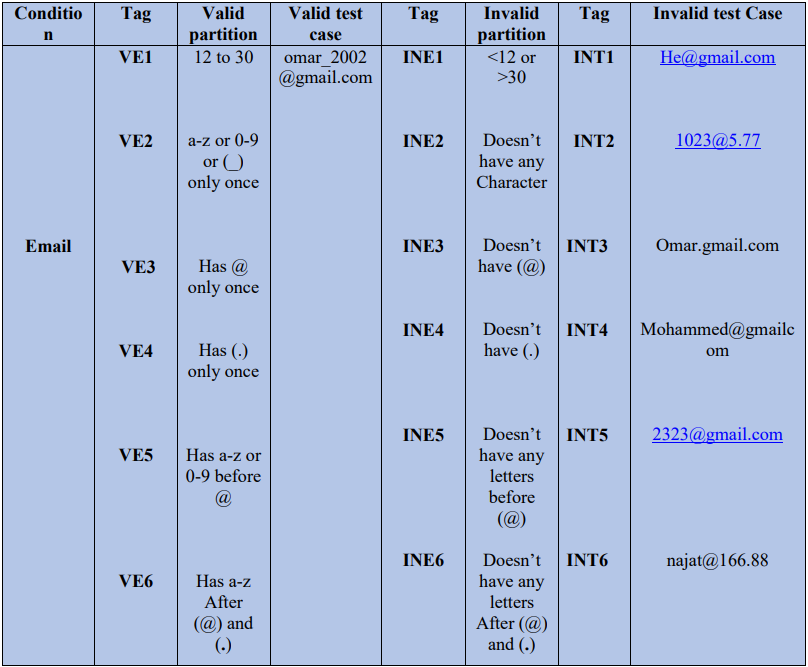 Conditio
n
Tag
Valid
partition
Valid test
case
Tag
Invalid
partition
Tag
Invalid test Case
Email
VE1
12 to 30
omar_2002
@gmail.com
INE1
<12 or
>30
INT1
He@gmail.com
VE2
a-z or 0-9
or (_)
only once
INE2
Doesn't
have any
Character
INT2
1023@5.77
VE3
Has @
only once
INE3
Doesn't
have (@)
INT3
Omar.gmail.com
VE4
Has (.)
only once
INE4
Doesn't
have (.)
INT4
Mohammed@gmailc
om
VE5
Has a-z or
0-9 before
@
INE5
Doesn't
have any
letters
before
(@)
INT5
2323@gmail.com
VE6
Has a-z
After
(@) and
(.)
INE6
Doesn't
have any
letters
After (@)
and (.)
INT6
najat@166.88